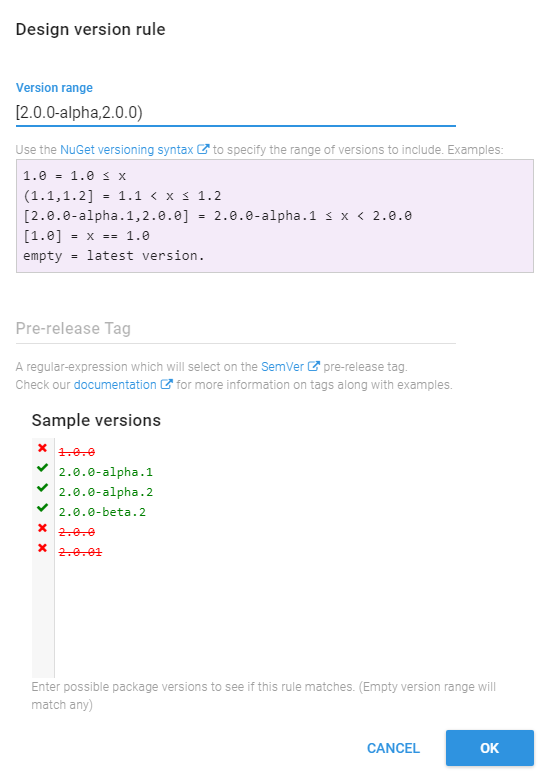 Design version rule
Version range
[2.0.0-alpha,2.0.0)
Use the NuGet versioning syntax to specify the range of versions to include. Examples:
1.0 = 1.0 ≤ x
(1.1,1.2] = 1.1 < x ≤ 1.2
[2.0.0-alpha.1,2.0.0] = 2.0.0-alpha.1 ≤ x < 2.0.0
[1.0] = x == 1.0
empty = latest version.
Pre-release Tag
A regular-expression which will select on the SemVer pre-release tag.
Check our documentation for more information on tags along with examples.
Sample versions
1.0.0
2.0.0-alpha.1
2.0.0-alpha.2
2.0.0-beta.2
2.0.0
2.0.01
Enter possible package versions to see if this rule matches. (Empty version range will
match any)
CANCEL
OK